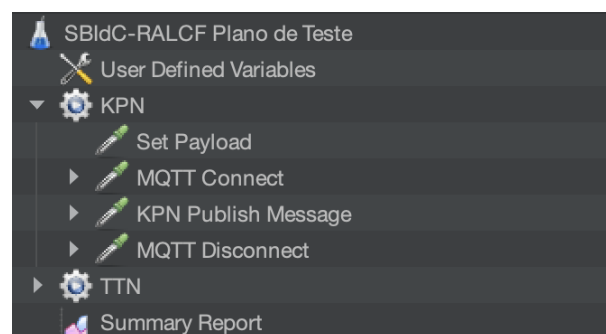 SBIdC-RALCF Plano de Teste
User Defined Variables
KPN
Set Payload
MQTT Connect
KPN Publish Message
MQTT Disconnect
TTN
Summary Report